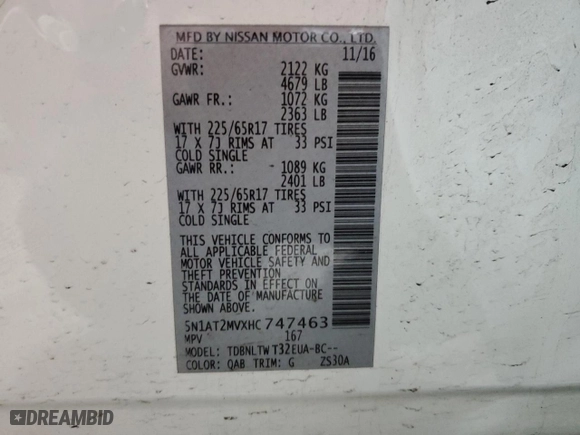 MFD BY NISSAN MOTOR CO., LTD.
DATE: 11/16
GVWR: 2122 KG
4679 LB
GAWR FR.: 1072 KG
2363 LB
WITH 225/65R17 TIRES
17 X 7J RIMS AT 33 PSI
COLD SINGLE
GAWR RR.: 1089 KG
2401 LB
WITH 225/65R17 TIRES
17 X 7J RIMS AT 33 PSI
COLD SINGLE
THIS VEHICLE CONFORMS TO
ALL APPLICABLE FEDERAL
MOTOR VEHICLE SAFETY AND
THEFT PREVENTION
STANDARDS IN EFFECT ON
THE DATE OF MANUFACTURE
SHOWN ABOVE.
5N1AT2MVXHC747463
MPV 167
MODEL: TDBNLTW T32EUA-BC--
COLOR: QAB TRIM: G ZS30A
DREAMBID